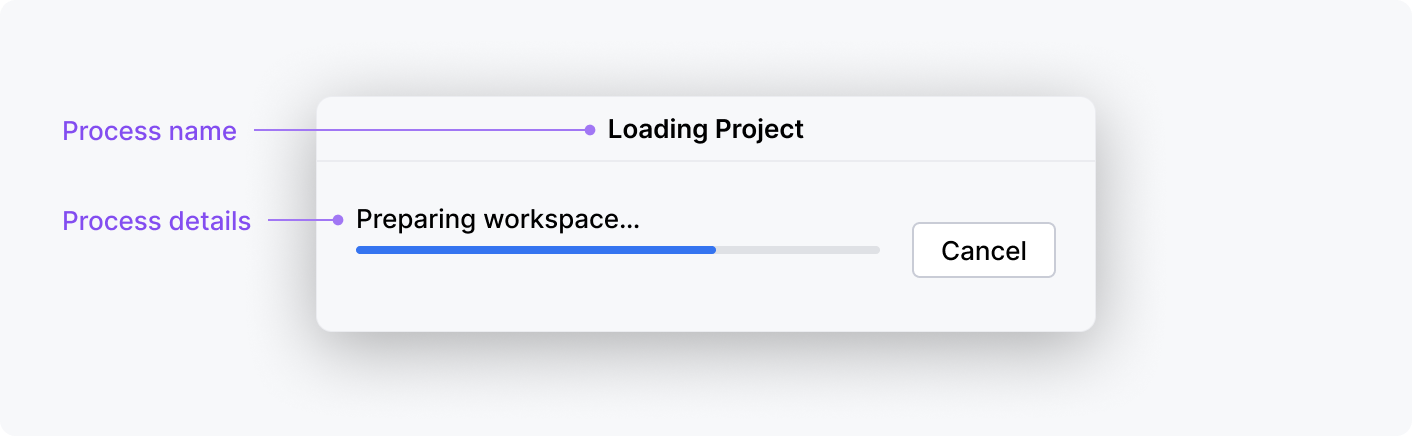 Process name
Loading Project
Process details
Preparing workspace...
Cancel